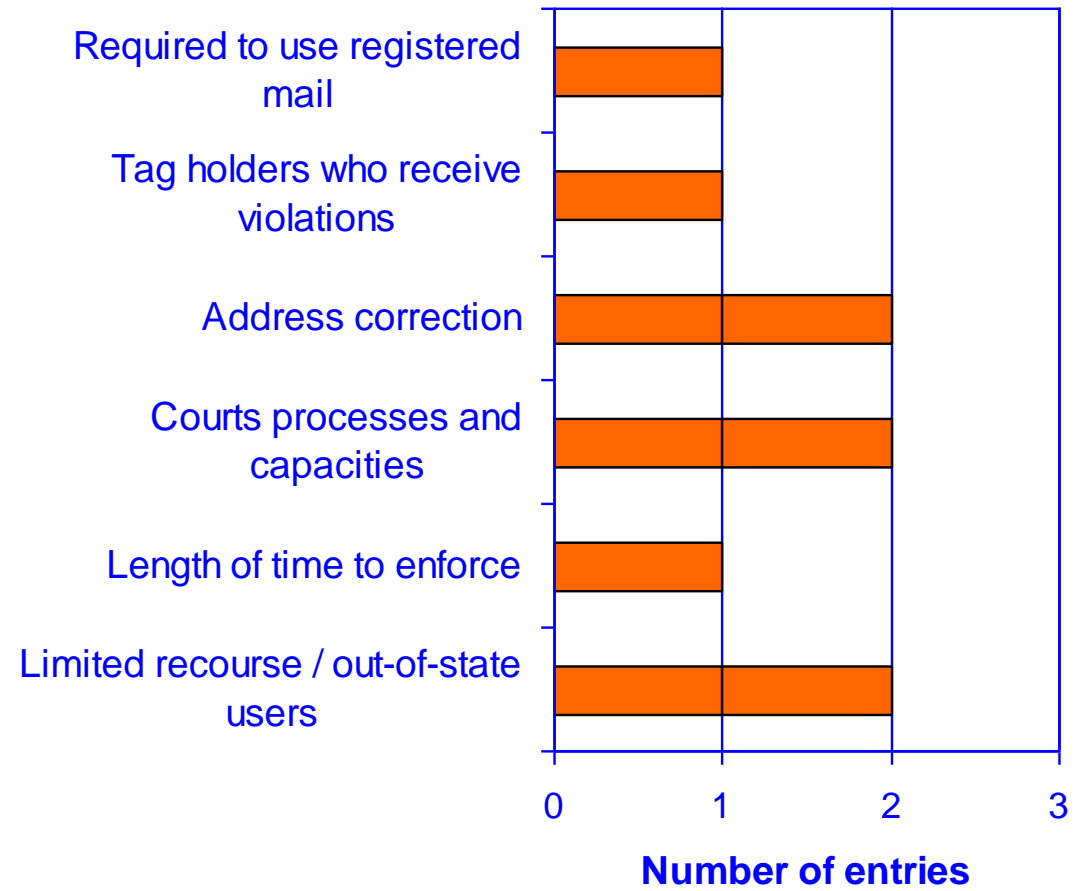 Required to use registered
mail
Tag holders who receive
violations
Address correction
Courts processes and
capacities
Length of time to enforce
Limited recourse / out-of-state
users
0 1 2 3
Number of entries